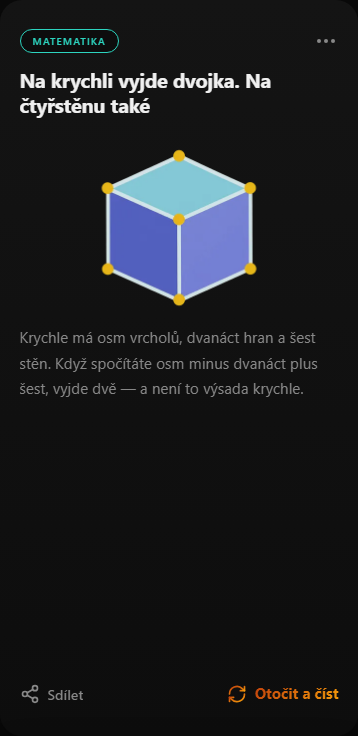 MATEMATIKA
Na krychli vyjde dvojka. Na
čtyřstěnu také
Krychle má osm vrcholů, dvanáct hran a šest
stěn. Když spočítáte osm minus dvanáct plus
šest, vyjde dvě — a není to výsada krychle.
Sdílet
Otočit a číst